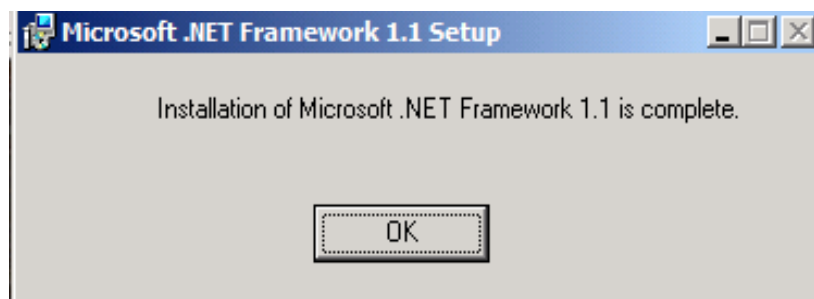 Microsoft .NET Framework 1.1 Setup
Installation of Microsoft .NET Framework 1.1 is complete.
OK